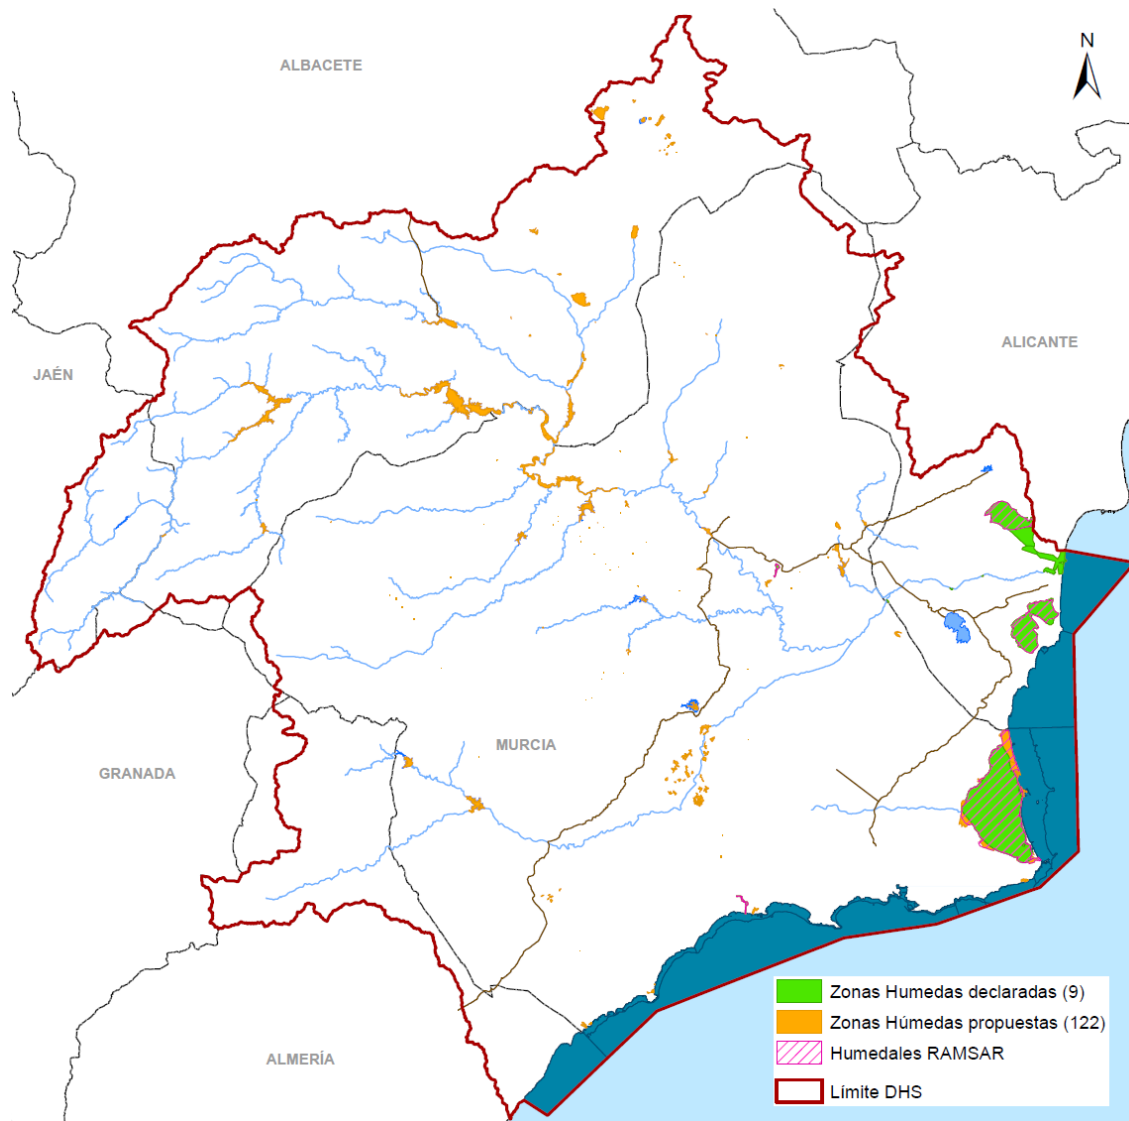 N
ALBACETE
ALICANTE
JAÉN
MURCIA
GRANADA
ALMERÍA
Zonas Humedas declaradas (9)
Zonas Húmedas propuestas (122)
Humedales RAMSAR
Límite DHS